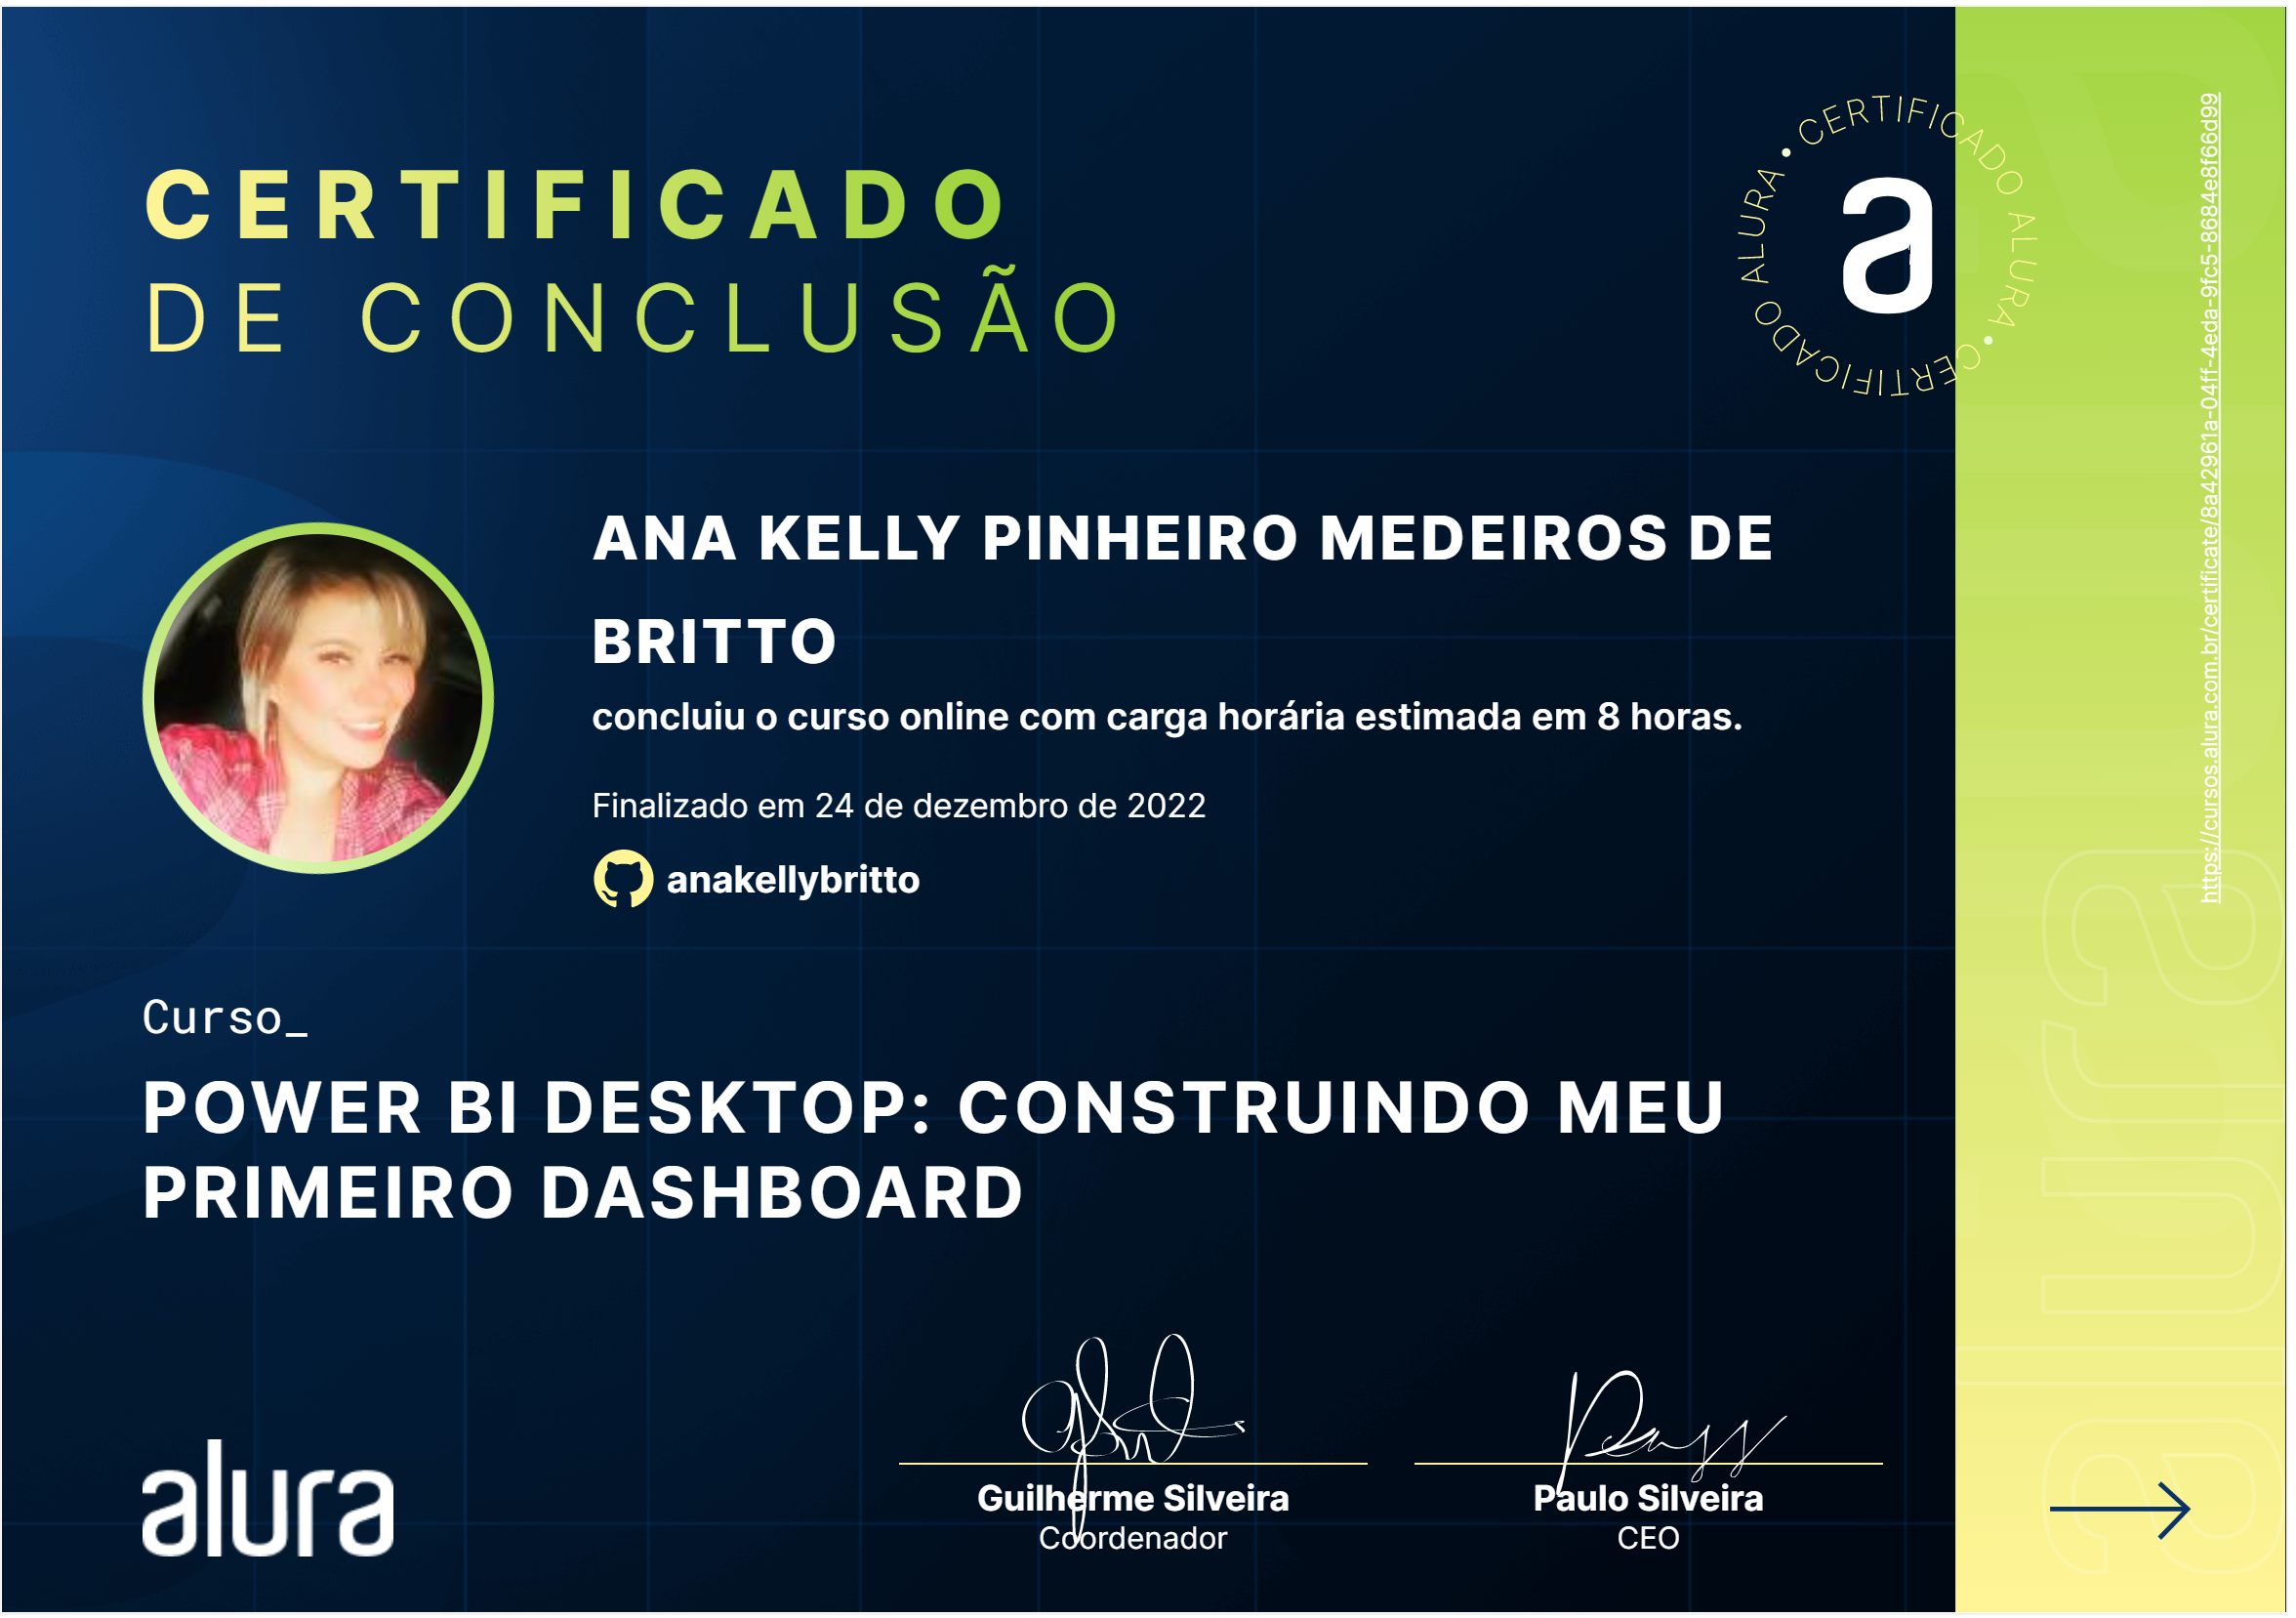 CERTIFICADO
DE CONCLUSÃO
CERTIFICADO ALURA • CERTIFICADO ALURA •
a
https://cursos.alura.com.br/certificate/8a42961a-04ff-4eda-9fc5-8684e8f66d99
ANA KELLY PINHEIRO MEDEIROS DE
BRITTO
concluiu o curso online com carga horária estimada em 8 horas.
Finalizado em 24 de dezembro de 2022
anakellybritto
Curso_
POWER BI DESKTOP: CONSTRUINDO MEU
PRIMEIRO DASHBOARD
alura
Guilherme Silveira
Coordenador
Paulo Silveira
CEO
alura